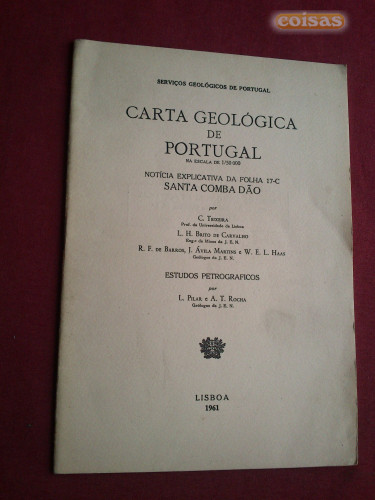 coisas
SERVIÇOS GEOLÓGICOS DE PORTUGAL
CARTA GEOLÓGICA
DE
PORTUGAL
NA ESCALA DE 1/50 000
NOTÍCIA EXPLICATIVA DA FOLHA 17-C
SANTA COMBA DÃO
por
C. TEIXEIRA
Prof. da Universidade de Lisboa
L. H. BRITO DE CARVALHO
Engº de Minas da J. E. N.
R. F. DE BARROS, J. ÁVILA MARTINS e W. E. L. HAAS
Geólogos da J. E. N.
ESTUDOS PETROGRÁFICOS
por
L. PILAR e A. T. ROCHA
Geólogos da J. E. N.
LISBOA
1961